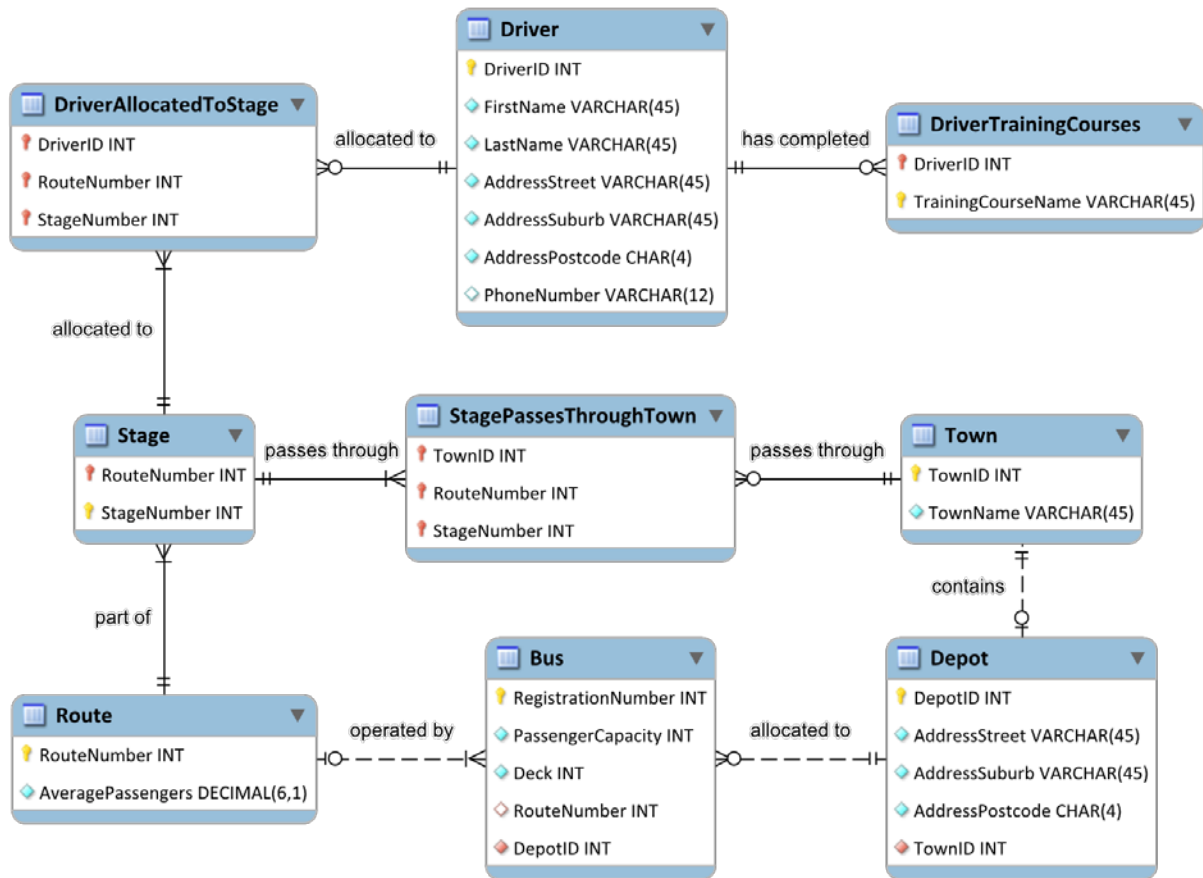 Driver
DriverID INT
FirstName VARCHAR(45)
LastName VARCHAR(45)
AddressStreet VARCHAR(45)
AddressSuburb VARCHAR(45)
AddressPostcode CHAR(4)
PhoneNumber VARCHAR(12)
DriverAllocatedToStage
DriverID INT
RouteNumber INT
StageNumber INT
allocated to
has completed
DriverTrainingCourses
DriverID INT
TrainingCourseName VARCHAR(45)
allocated to
Stage
RouteNumber INT
StageNumber INT
passes through
StagePassesThroughTown
TownID INT
RouteNumber INT
StageNumber INT
passes through
Town
TownID INT
TownName VARCHAR(45)
part of
contains
Route
RouteNumber INT
AveragePassengers DECIMAL(6,1)
operated by
Bus
RegistrationNumber INT
PassengerCapacity INT
Deck INT
RouteNumber INT
DepotID INT
allocated to
Depot
DepotID INT
AddressStreet VARCHAR(45)
AddressSuburb VARCHAR(45)
AddressPostcode CHAR(4)
TownID INT